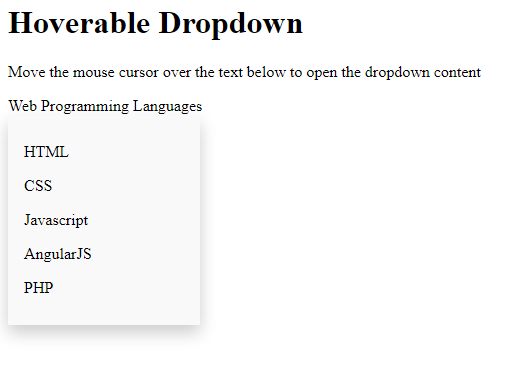 Hoverable Dropdown
Move the mouse cursor over the text below to open the dropdown content
Web Programming Languages
HTML
CSS
Javascript
AngularJS
PHP